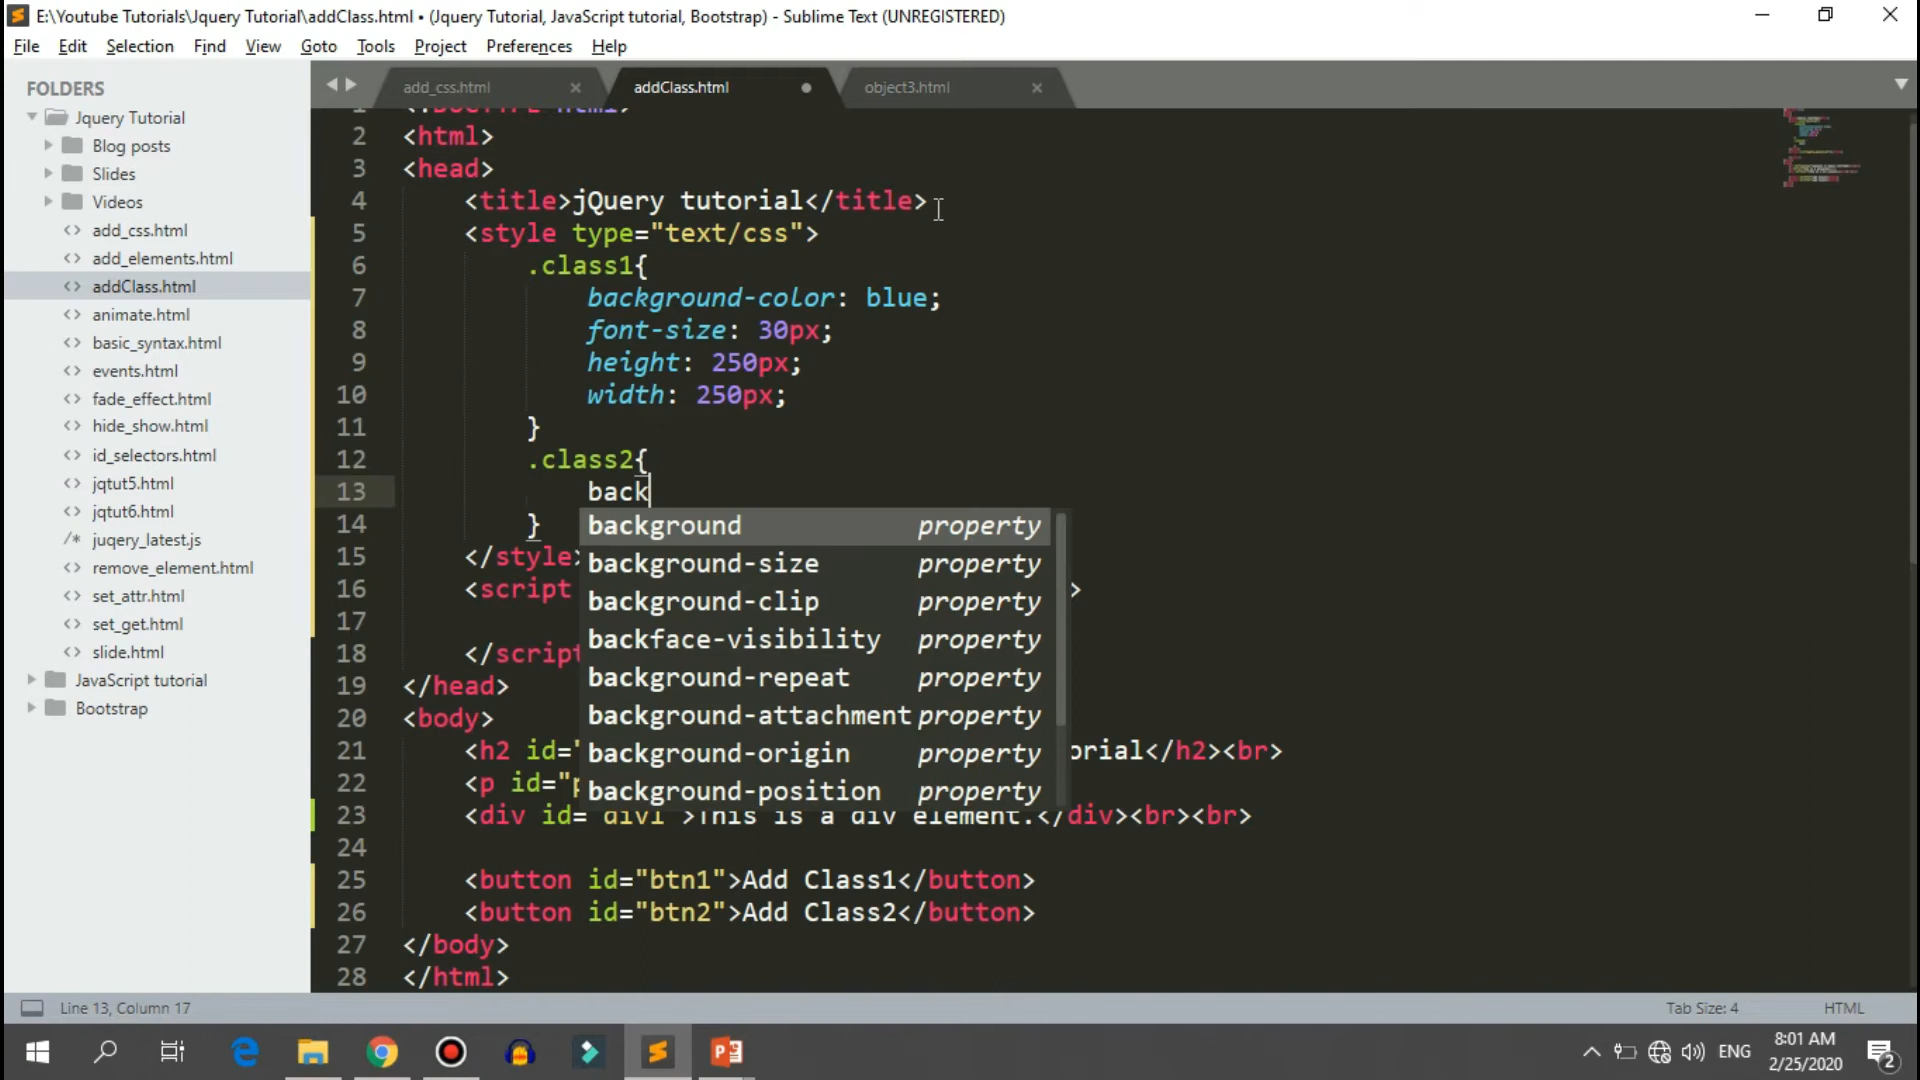 E:\Youtube Tutorials\Jquery Tutorial\addClass.html • (Jquery Tutorial, JavaScript tutorial, Bootstrap) - Sublime Text (UNREGISTERED)
File Edit Selection Find View Goto Tools Project Preferences Help
FOLDERS
Jquery Tutorial
Blog posts
Slides
Videos
add_css.html
add_elements.html
addClass.html
animate.html
basic_syntax.html
events.html
fade_effect.html
hide_show.html
id_selectors.html
jqtut5.html
jqtut6.html
/* juqery_latest.js
remove_element.html
set_attr.html
set_get.html
slide.html
JavaScript tutorial
Bootstrap
add_css.html addClass.html object3.html
2 <html>
3 <head>
4 <title>jQuery tutorial</title>
5 <style type="text/css">
6 .class1{
7 background-color: blue;
8 font-size: 30px;
9 height: 250px;
10 width: 250px;
11 }
12 .class2{
13 back
14 }
15 </style>
16 <script >
17
18 </script
19 </head>
20 <body>
21 <h2 id=" orial</h2><br>
22 <p id="p
23 <div id="div1">This is a div element.</div><br><br>
24
25 <button id="btn1">Add Class1</button>
26 <button id="btn2">Add Class2</button>
27 </body>
28 </html>
background property
background-size property
background-clip property
backface-visibility property
background-repeat property
background-attachment property
background-origin property
background-position property
Line 13, Column 17 Tab Size: 4 HTML
ENG
8:01 AM
2/25/2020
2